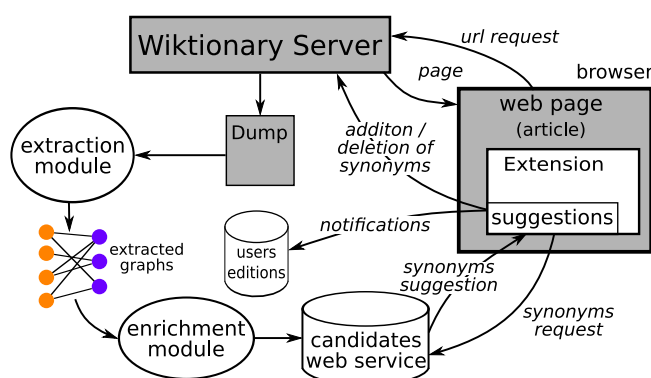 Wiktionary Server
url request
page
browser
web page
(article)
Dump
additon /
deletion of
synonyms
extraction
module
Extension
suggestions
notifications
users
editions
extracted
graphs
synonyms
suggestion
synonyms
request
enrichment
module
candidates
web service